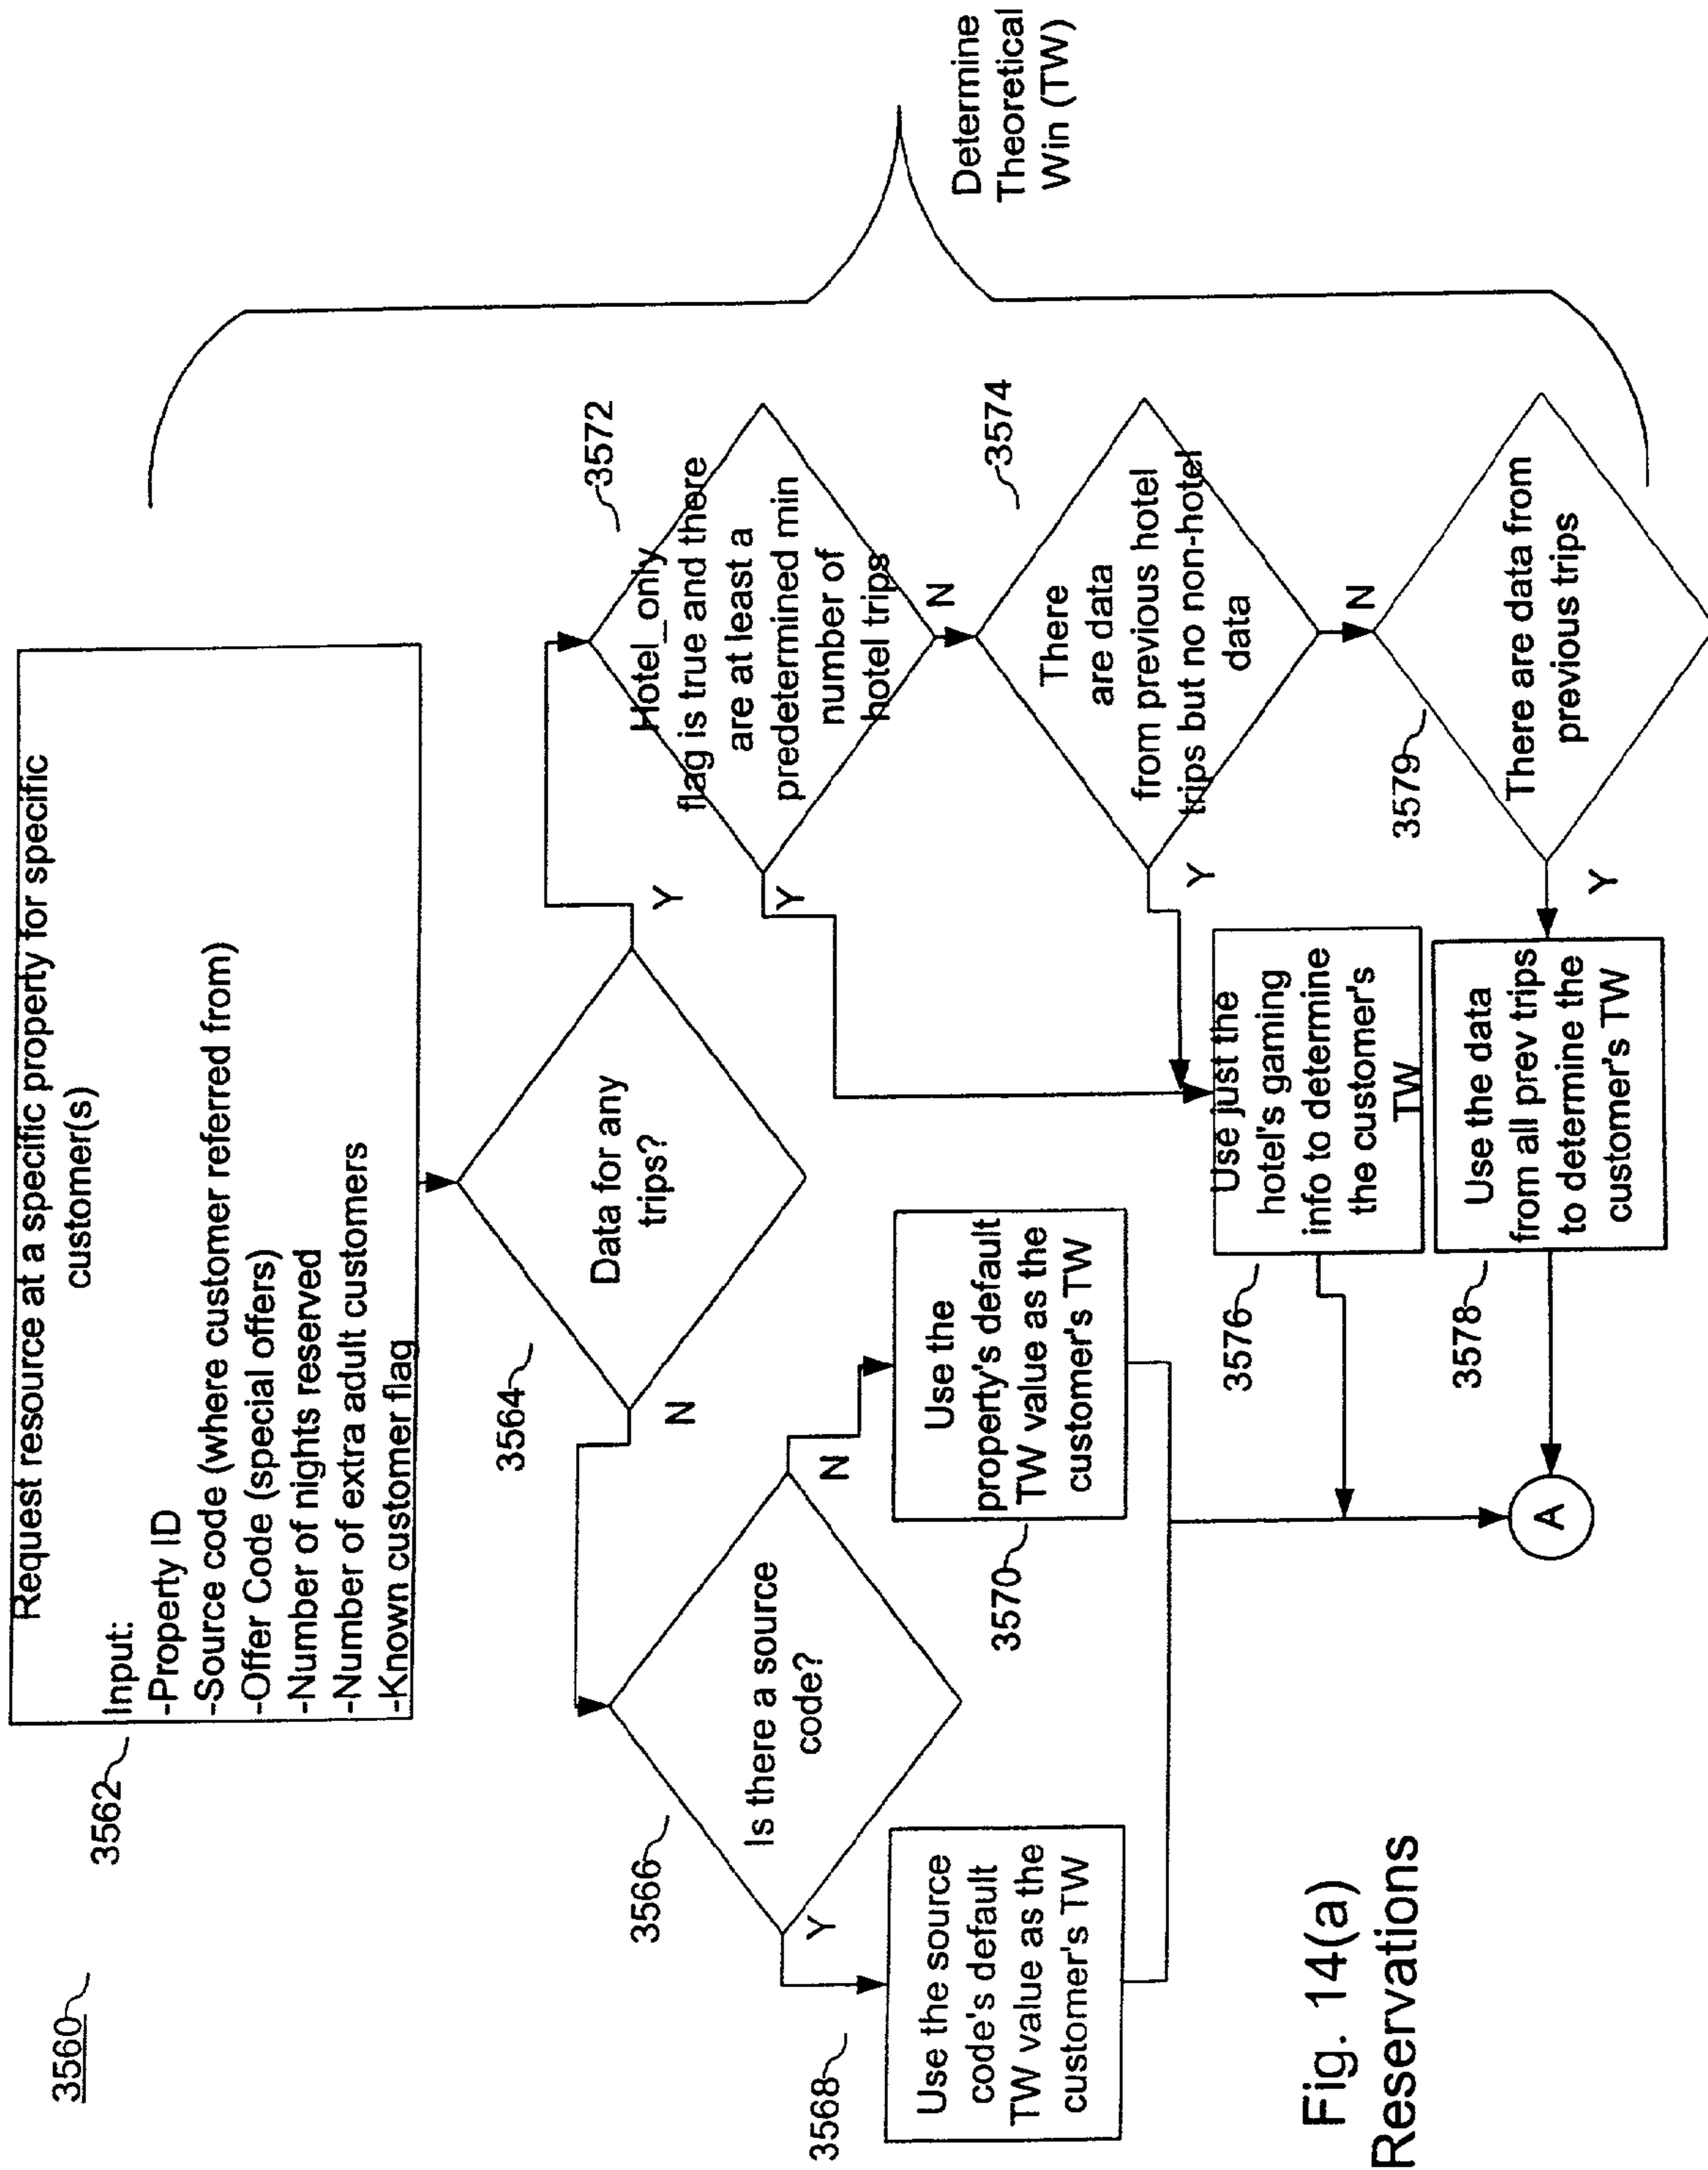 3560
3562
Request resource at a specific property for specific
customer(s)
Input:
-Property ID
-Source code (where customer referred from)
-Offer Code (special offers)
-Number of nights reserved
-Number of extra adult customers
-Known customer flag
3564
Data for any
trips?
N
Y
3566
Is there a source
code?
Y
N
3568
Use the source
code's default
TW value as the
customer's TW
3570
Use the
property's default
TW value as the
customer's TW
3572
Hotel_only
flag is true and there
are at least a
predetermined min
number of
hotel trips
Y
N
3574
There
are data
from previous hotel
trips but no non-hotel
data
Y
N
3576
Use just the
hotel's gaming
info to determine
the customer's
TW
3579
There are data from
previous trips
Y
3578
Use the data
from all prev trips
to determine the
customer's TW
A
Determine
Theoretical
Win (TW)
Fig. 14(a)
Reservations